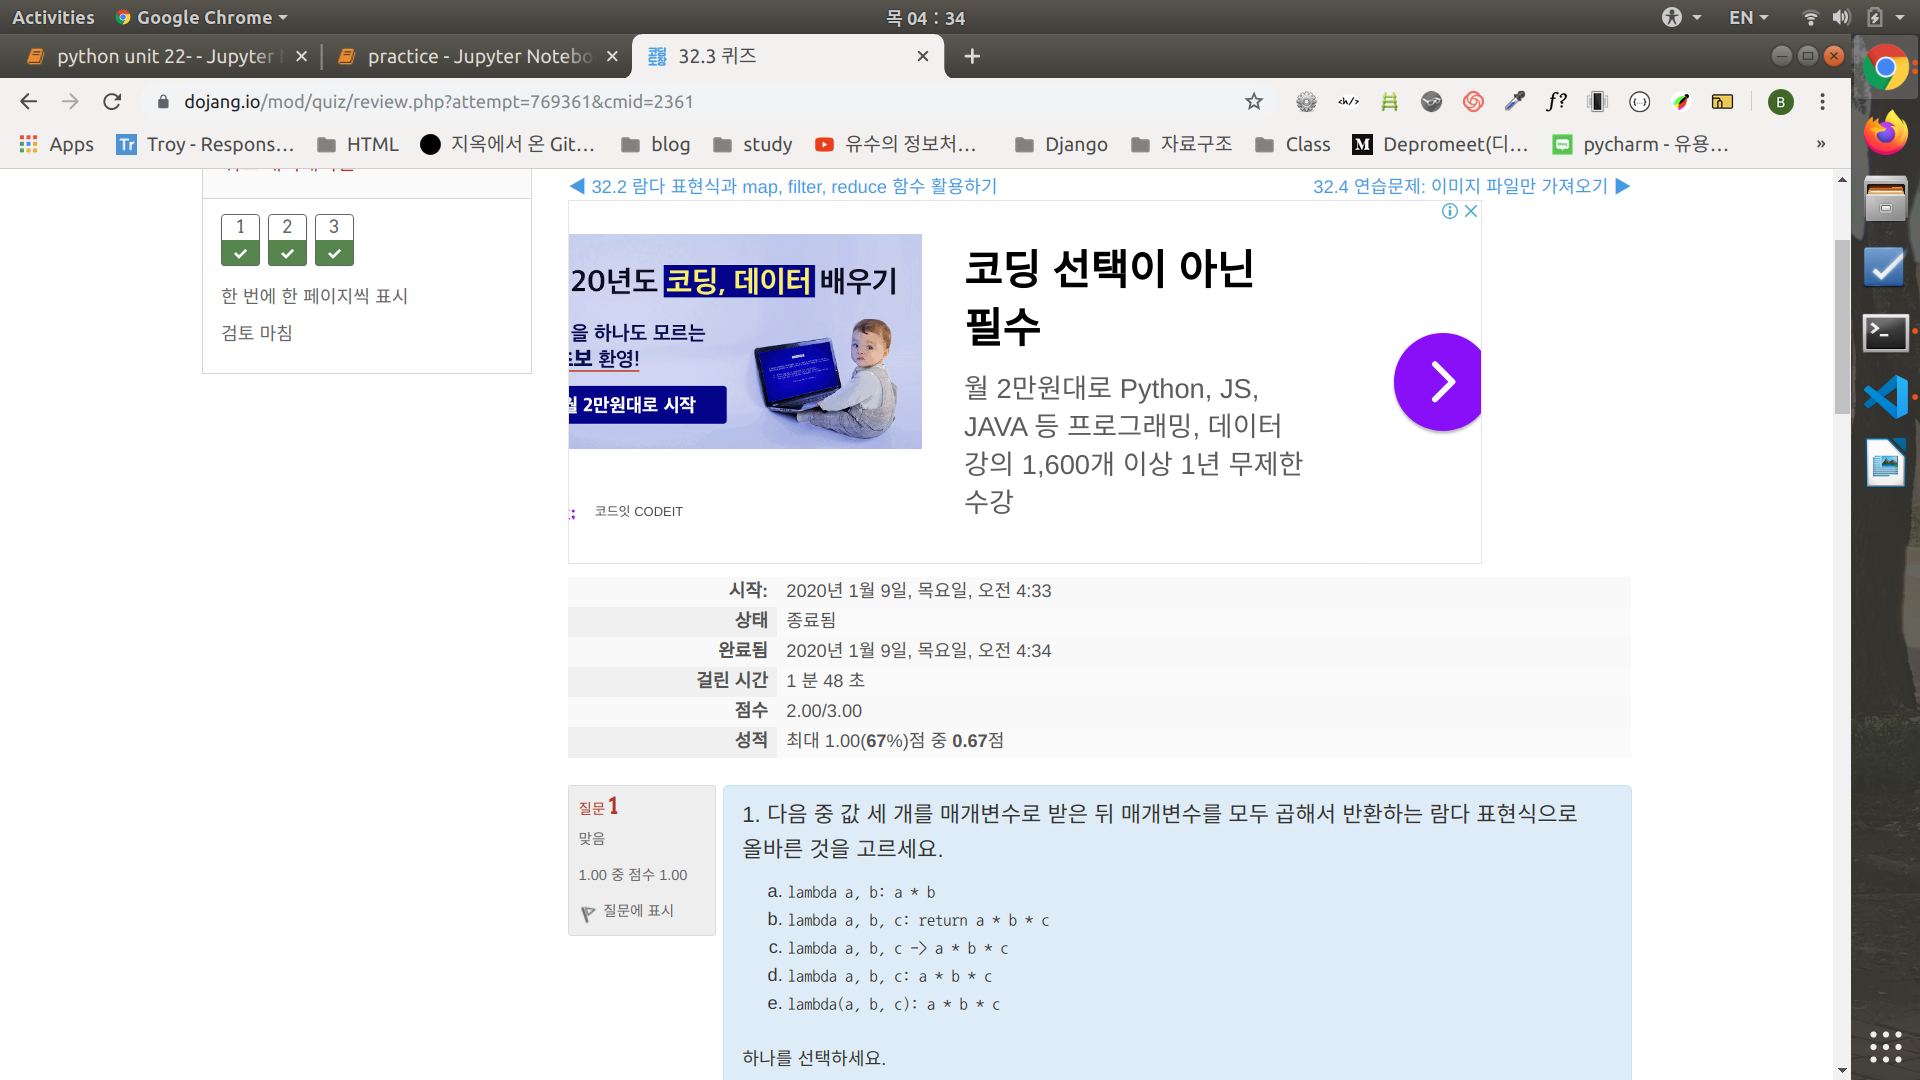 Activities
Google Chrome
목 04 : 34
EN
python unit 22- - Jupyter
practice - Jupyter Notebo
32.3 퀴즈
dojang.io/mod/quiz/review.php?attempt=769361&cmid=2361
Apps
Troy - Respons…
HTML
지옥에서 온 Git…
blog
study
유수의 정보처…
Django
자료구조
Class
Depromeet(디…
pycharm - 유용…
»
◀ 32.2 람다 표현식과 map, filter, reduce 함수 활용하기
32.4 연습문제: 이미지 파일만 가져오기 ▶
1 2 3
한 번에 한 페이지씩 표시
검토 마침
20년도 코딩, 데이터 배우기
을 하나도 모르는
보 환영!
월 2만원대로 시작
코드잇 CODEIT
코딩 선택이 아닌
필수
월 2만원대로 Python, JS,
JAVA 등 프로그래밍, 데이터
강의 1,600개 이상 1년 무제한
수강
시작: 2020년 1월 9일, 목요일, 오전 4:33
상태 종료됨
완료됨 2020년 1월 9일, 목요일, 오전 4:34
걸린 시간 1 분 48 초
점수 2.00/3.00
성적 최대 1.00(67%)점 중 0.67점
질문 1
맞음
1.00 중 점수 1.00
질문에 표시
1. 다음 중 값 세 개를 매개변수로 받은 뒤 매개변수를 모두 곱해서 반환하는 람다 표현식으로
올바른 것을 고르세요.
a. lambda a, b: a * b
b. lambda a, b, c: return a * b * c
c. lambda a, b, c -> a * b * c
d. lambda a, b, c: a * b * c
e. lambda(a, b, c): a * b * c
하나를 선택하세요.